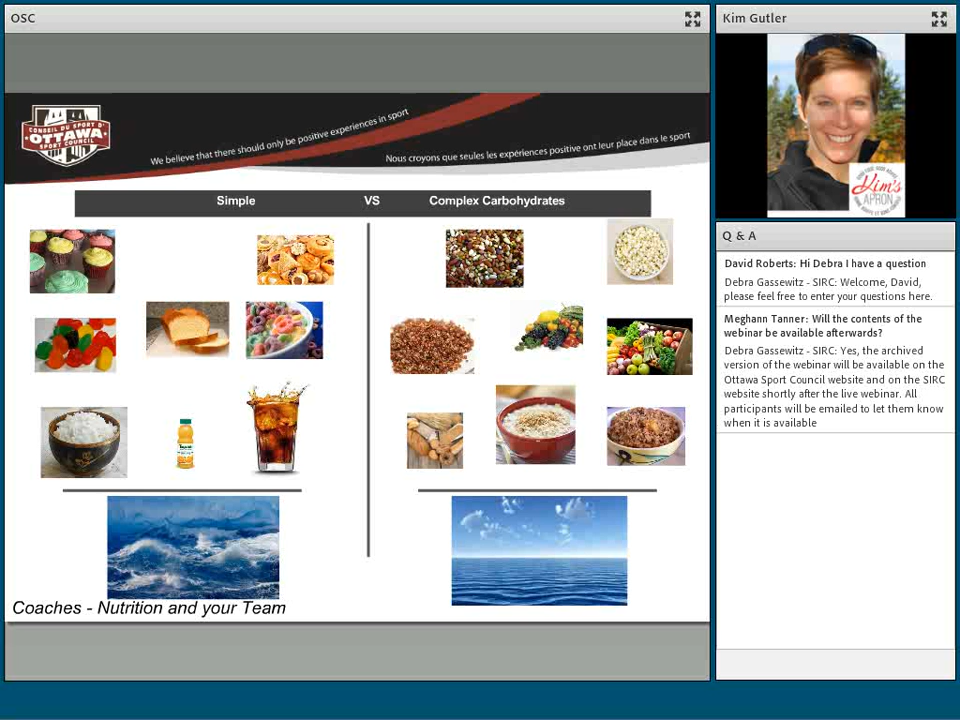 OSC
CONSEIL DU SPORT D'
OTTAWA
SPORT COUNCIL
We believe that there should only be positive experiences in sport
Nous croyons que seules les expériences positive ont leur place dans le sport
Simple VS Complex Carbohydrates
Coaches - Nutrition and your Team
Kim Gutler
Kim's
APRON
Q & A
David Roberts: Hi Debra I have a question
Debra Gassewitz - SIRC: Welcome, David,
please feel free to enter your questions here.
Meghann Tanner: Will the contents of the
webinar be available afterwards?
Debra Gassewitz - SIRC: Yes, the archived
version of the webinar will be available on the
Ottawa Sport Council website and on the SIRC
website shortly after the live webinar. All
participants will be emailed to let them know
when it is available